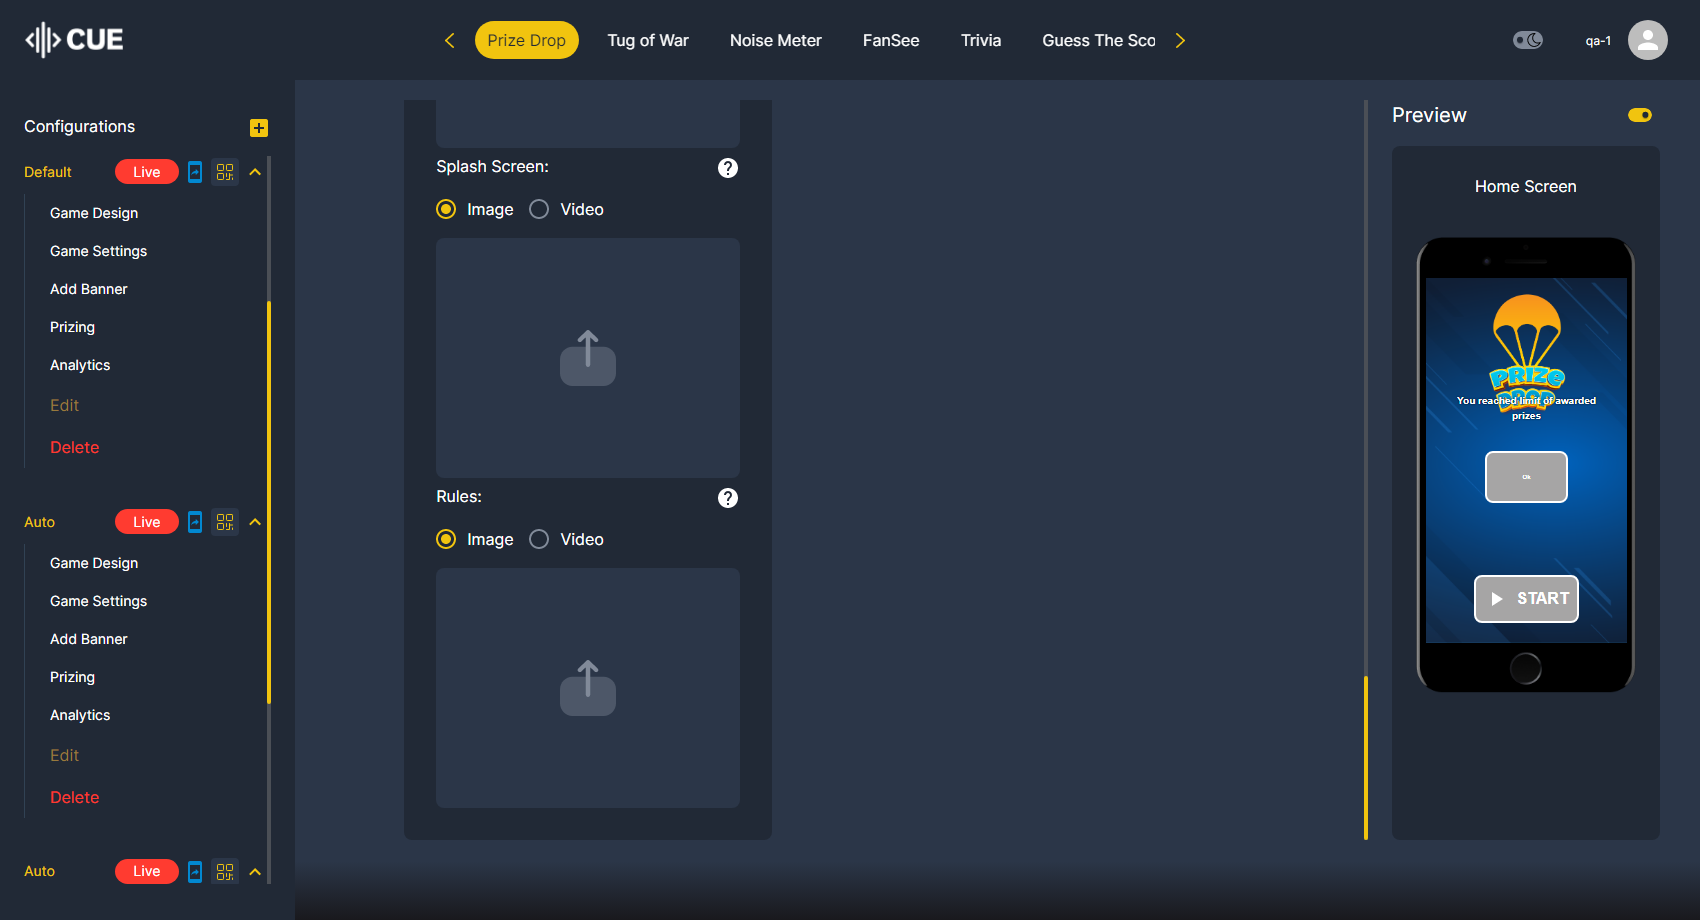 CUE
Prize Drop
Tug of War
Noise Meter
FanSee
Trivia
Guess The Sco
qa-1
Configurations
Default
Live
Game Design
Game Settings
Add Banner
Prizing
Analytics
Edit
Delete
Auto
Live
Game Design
Game Settings
Add Banner
Prizing
Analytics
Edit
Delete
Auto
Live
Splash Screen:
?
Image
Video
Rules:
?
Image
Video
Preview
Home Screen
PRIZE
DROP
You reached limit of awarded
prizes
Ok
START